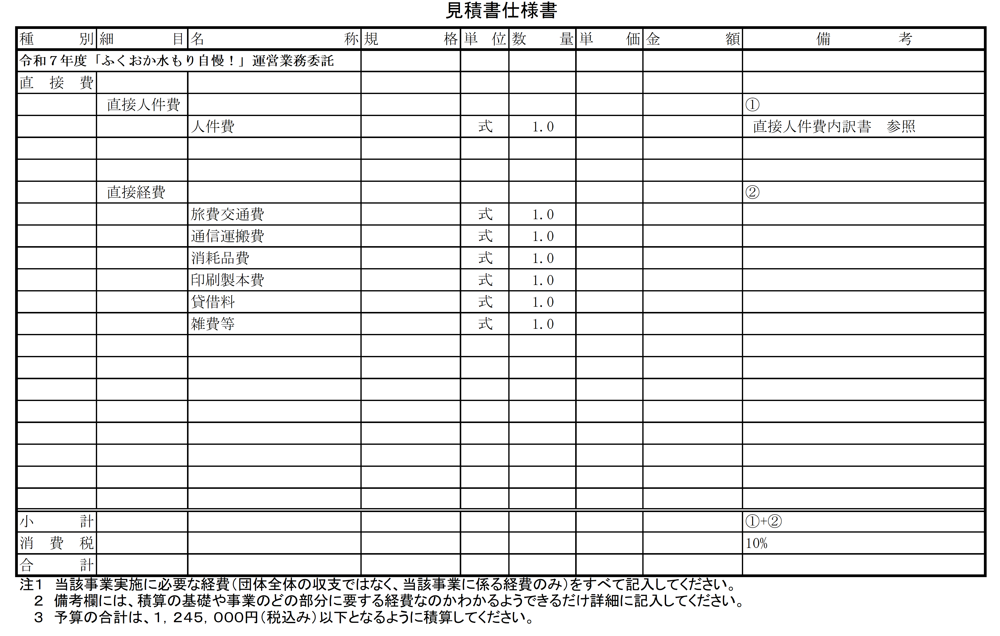 見積書仕様書
種別 細目 名称 規格 単位 数量 単価 金額 備考
令和７年度「ふくおか水もり自慢！」運営業務委託
直接費
直接人件費 ①
人件費 式 1.0 直接人件費内訳書　参照
直接経費 ②
旅費交通費 式 1.0
通信運搬費 式 1.0
消耗品費 式 1.0
印刷製本費 式 1.0
貸借料 式 1.0
雑費等 式 1.0
小計 ①+②
消費税 10%
合計
注１　当該事業実施に必要な経費（団体全体の収支ではなく、当該事業に係る経費のみ）をすべて記入してください。
２　備考欄には、積算の基礎や事業のどの部分に要する経費なのかわかるようできるだけ詳細に記入してください。
３　予算の合計は、１，２４５，０００円（税込み）以下となるように積算してください。